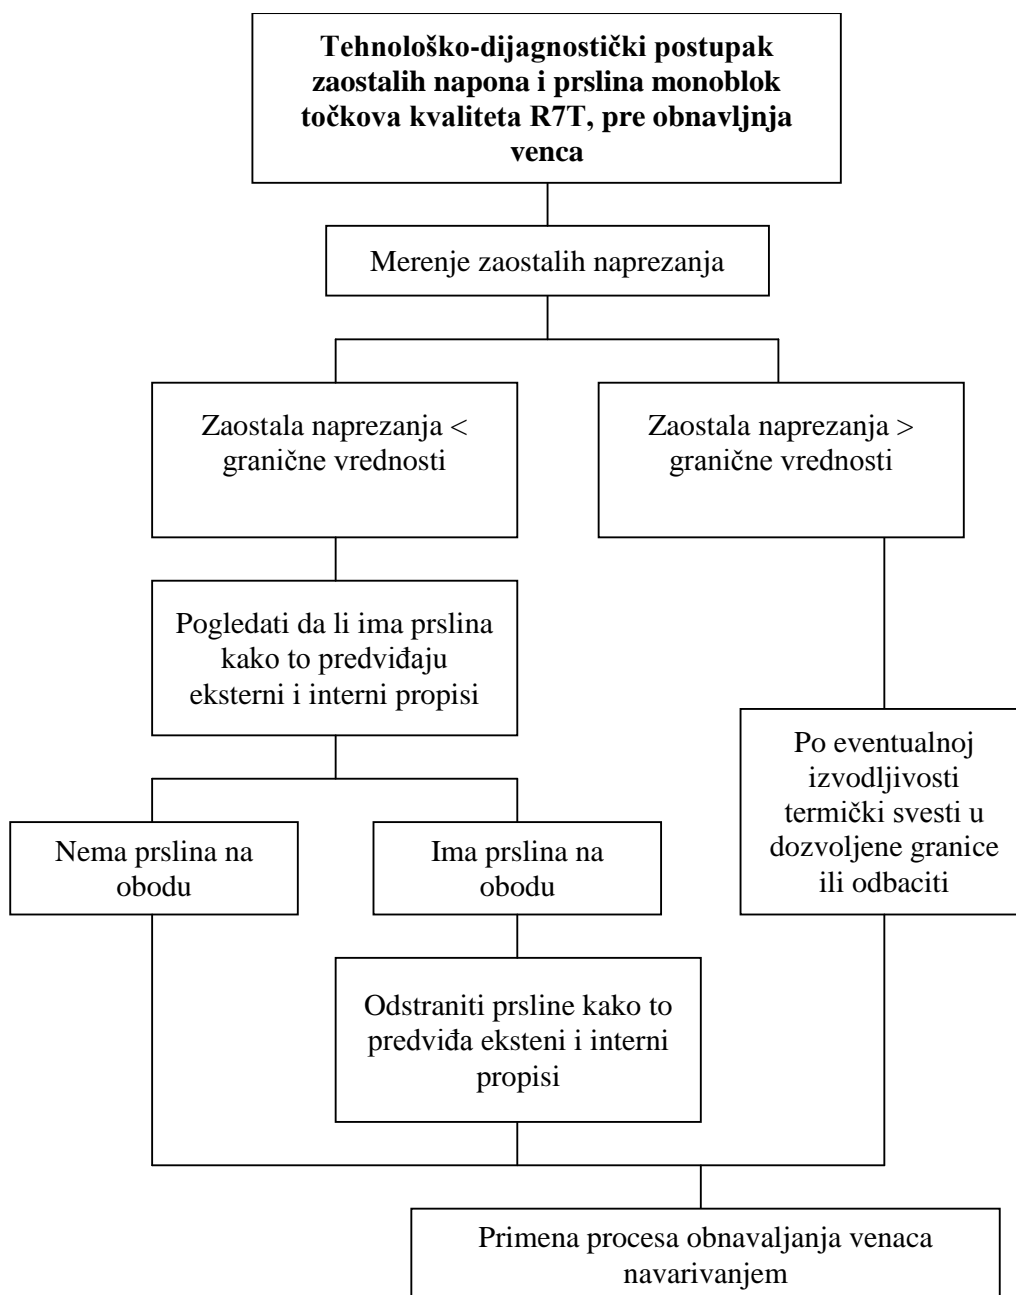 Tehnološko-dijagnostički postupak
zaostalih napona i prslina monoblok
točkova kvaliteta R7T, pre obnavljnja
venca
Merenje zaostalih naprezanja
Zaostala naprezanja <
granične vrednosti
Zaostala naprezanja >
granične vrednosti
Pogledati da li ima prslina
kako to predviđaju
eksterni i interni propisi
Po eventualnoj
izvodljivosti
termički svesti u
dozvoljene granice
ili odbaciti
Nema prslina na
obodu
Ima prslina na
obodu
Odstraniti prsline kako to
predviđa eksteni i interni
propisi
Primena procesa obnavaljanja venaca
navarivanjem